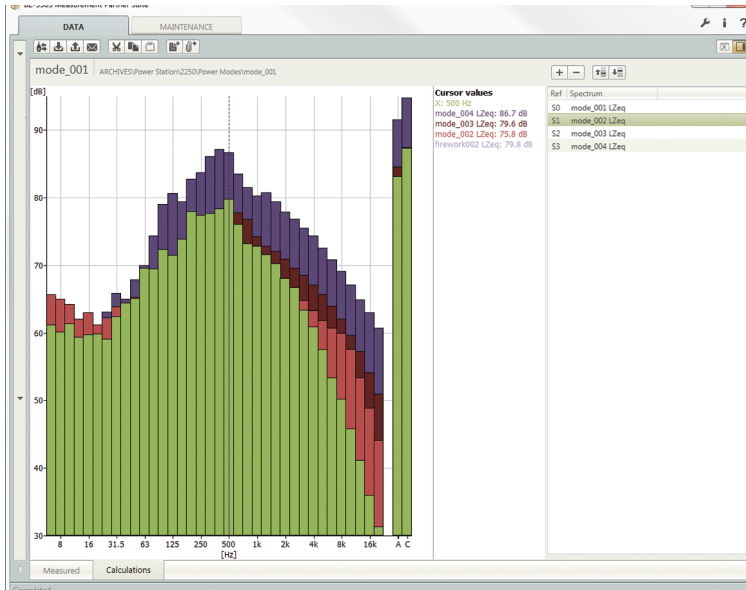 DATA MAINTENANCE
i ?
mode_001 ARCHIVES\Power Station\2250\Power Modes\mode_001
[dB]
90
80
70
60
50
40
30
8 16 31.5 63 125 250 500 1k 2k 4k 8k 16k A C
[Hz]
Cursor values
X: 500 Hz
mode_004 LZeq: 86.7 dB
mode_003 LZeq: 79.6 dB
mode_002 LZeq: 75.8 dB
firework002 LZeq: 79.8 dB
Ref Spectrum
S0 mode_001 LZeq
S1 mode_002 LZeq
S2 mode_003 LZeq
S3 mode_004 LZeq
Measured Calculations